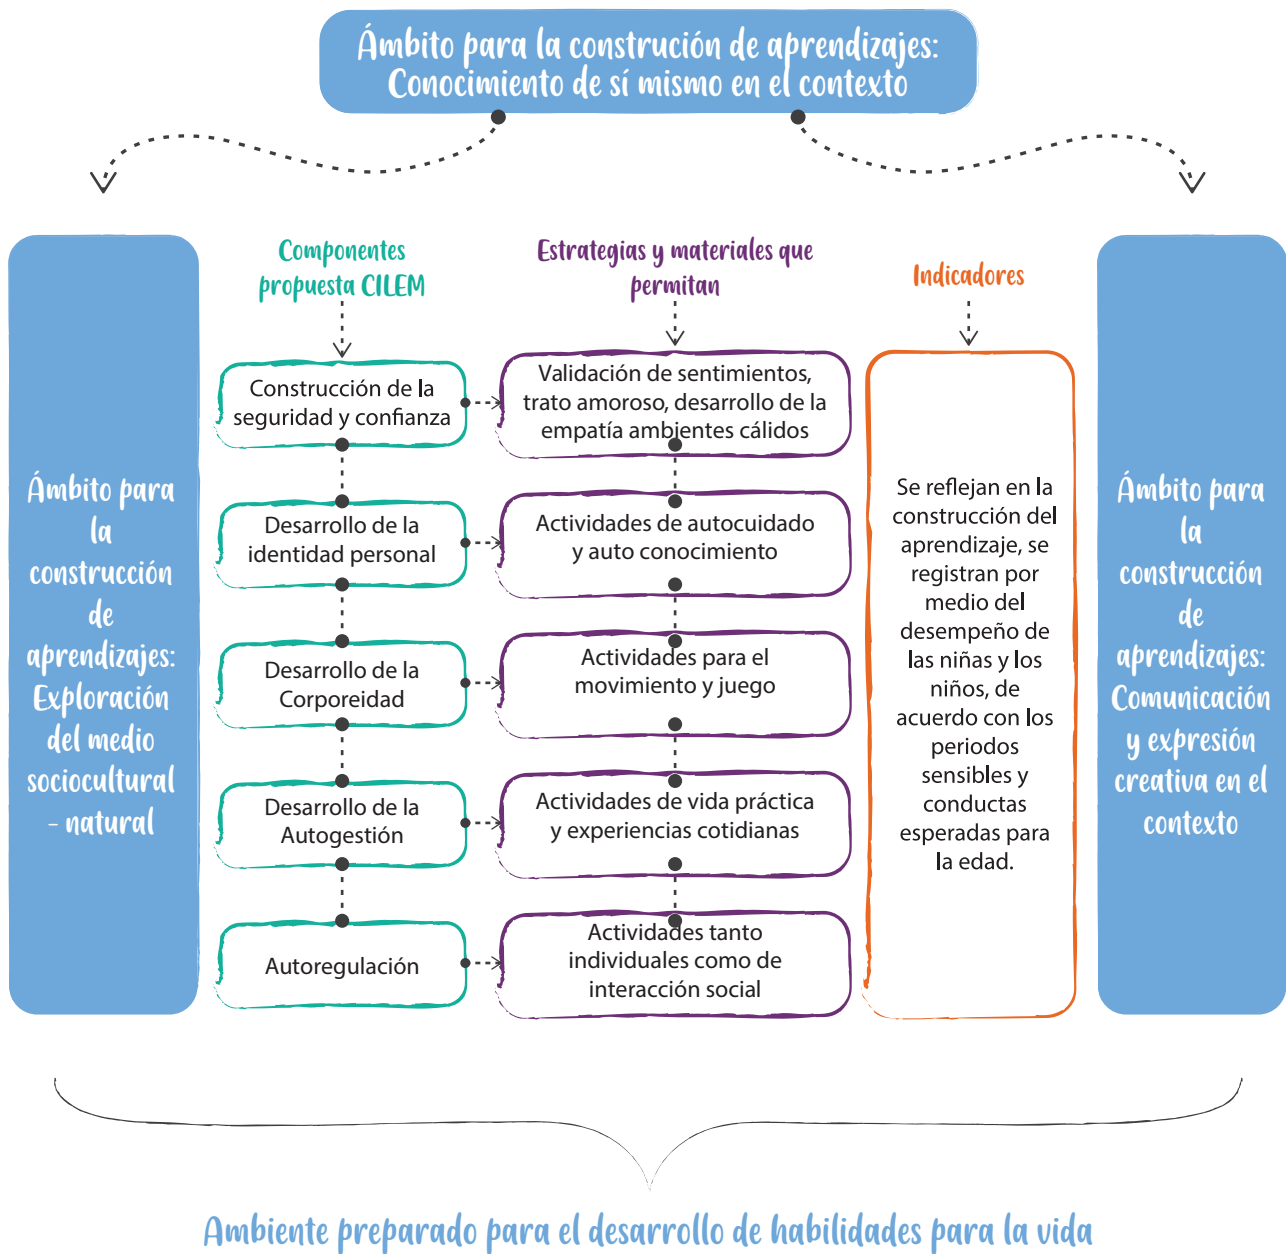 Ámbito para la construción de aprendizajes:
Conocimiento de sí mismo en el contexto
Ámbito para
la
construcción
de
aprendizajes:
Exploración
del medio
sociocultural
- natural
Componentes
propuesta CILEM
Construcción de la
seguridad y confianza
Desarrollo de la
identidad personal
Desarrollo de la
Corporeidad
Desarrollo de la
Autogestión
Autoregulación
Estrategias y materiales que
permitan
Validación de sentimientos,
trato amoroso, desarrollo de la
empatía ambientes cálidos
Actividades de autocuidado
y auto conocimiento
Actividades para el
movimiento y juego
Actividades de vida práctica
y experiencias cotidianas
Actividades tanto
individuales como de
interacción social
Indicadores
Se reflejan en la
construcción del
aprendizaje, se
registran por
medio del
desempeño de
las niñas y los
niños, de
acuerdo con los
periodos
sensibles y
conductas
esperadas para
la edad.
Ámbito para
la
construcción
de
aprendizajes:
Comunicación
y expresión
creativa en el
contexto
Ambiente preparado para el desarrollo de habilidades para la vida